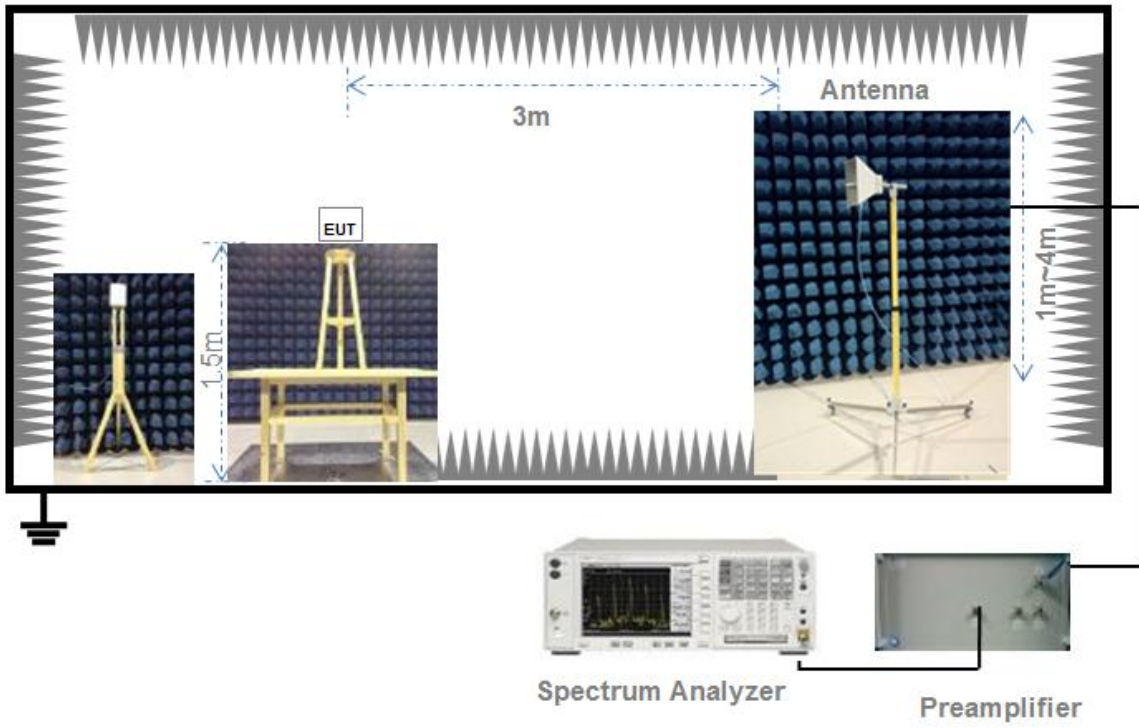 Antenna
3m
EUT
1.5m
1m~4m
Spectrum Analyzer
Preamplifier